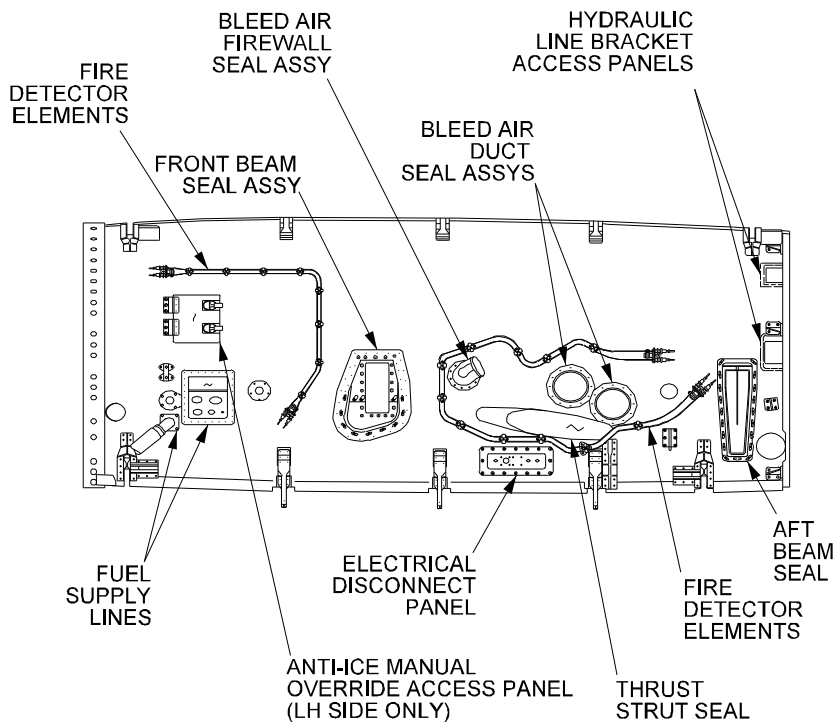 BLEED AIR
FIREWALL
SEAL ASSY
HYDRAULIC
LINE BRACKET
ACCESS PANELS
FIRE
DETECTOR
ELEMENTS
BLEED AIR
DUCT
SEAL ASSYS
FRONT BEAM
SEAL ASSY
FUEL
SUPPLY
LINES
ELECTRICAL
DISCONNECT
PANEL
AFT
BEAM
SEAL
FIRE
DETECTOR
ELEMENTS
ANTI-ICE MANUAL
OVERRIDE ACCESS PANEL
(LH SIDE ONLY)
THRUST
STRUT SEAL